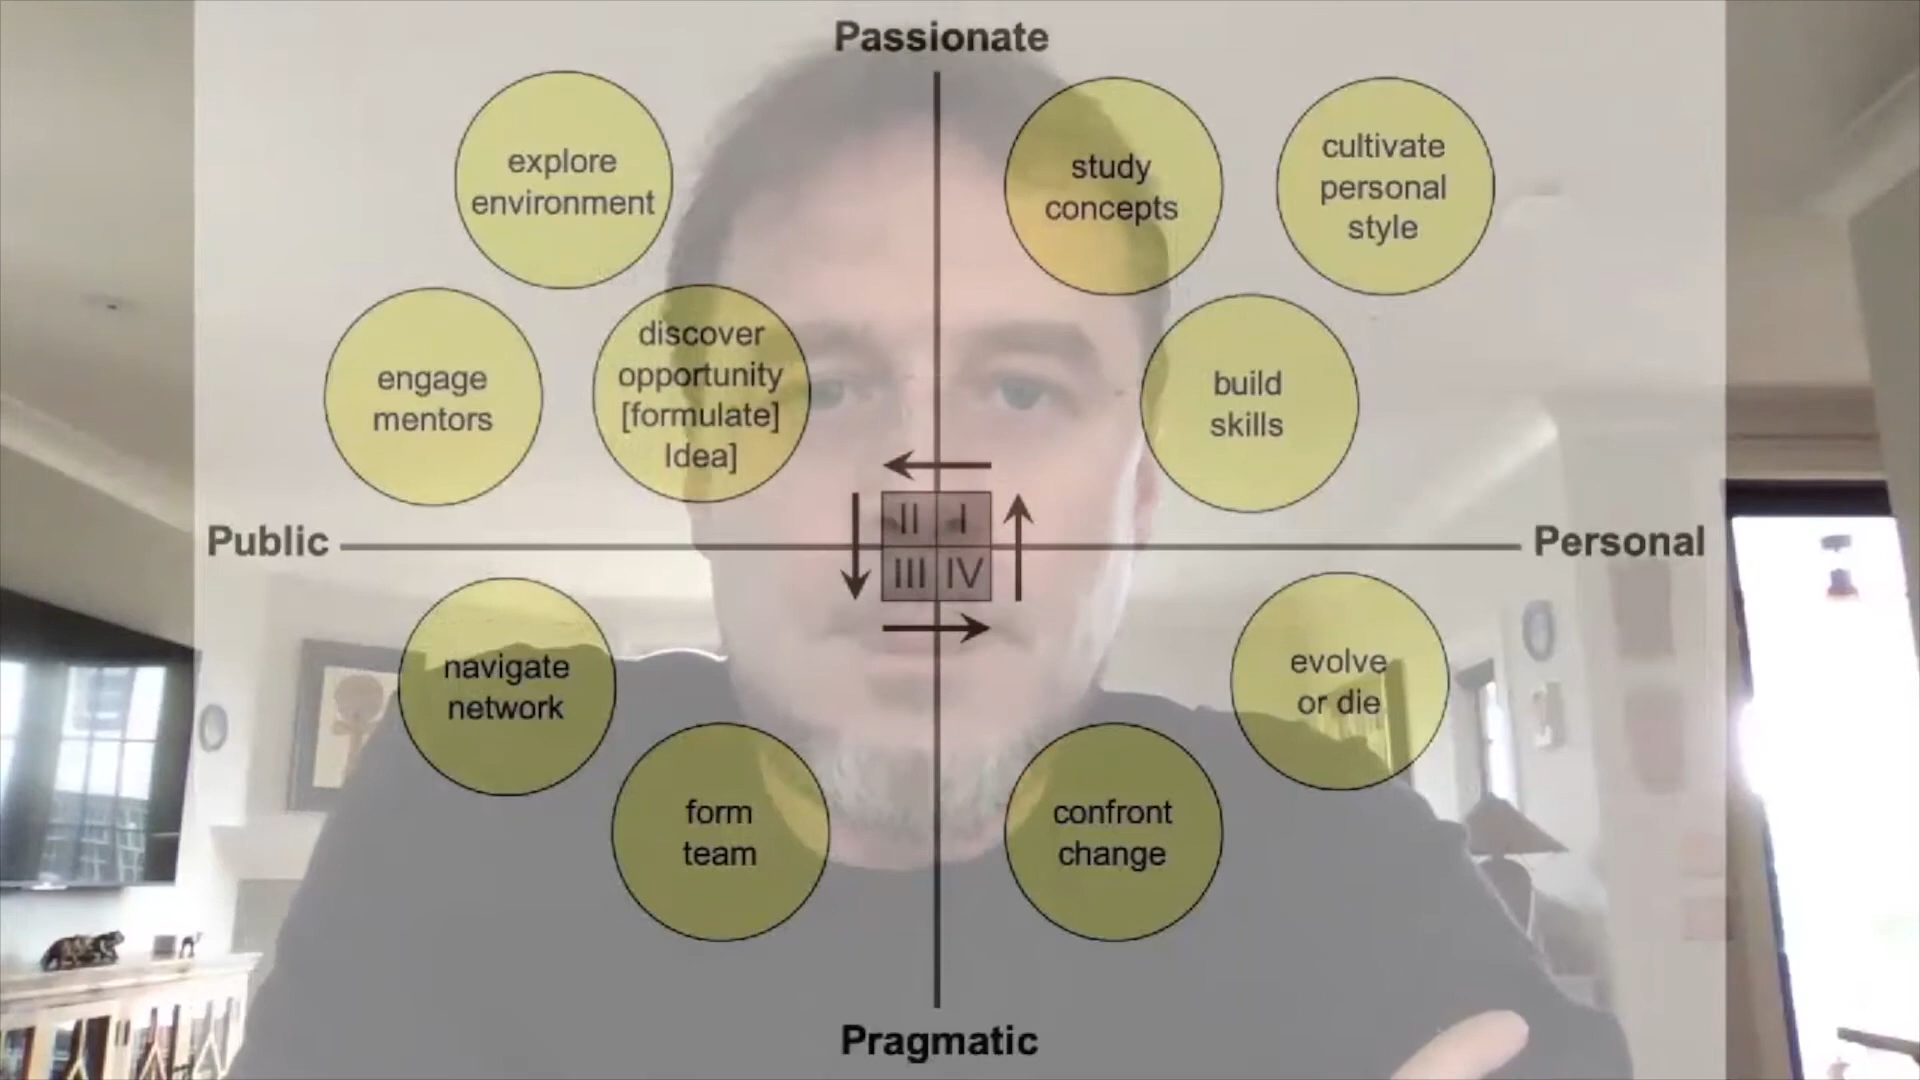 Passionate
explore
environment
study
concepts
cultivate
personal
style
engage
mentors
discover
opportunity
[formulate]
Idea]
build
skills
II I
III IV
Public
Personal
navigate
network
form
team
confront
change
evolve
or die
Pragmatic